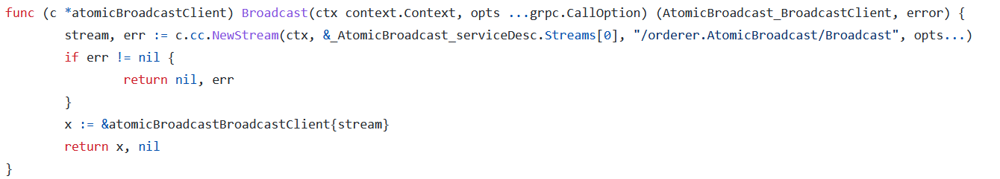 func (c *atomicBroadcastClient) Broadcast(ctx context.Context, opts ...grpc.CallOption) (AtomicBroadcast_BroadcastClient, error) {
        stream, err := c.cc.NewStream(ctx, &_AtomicBroadcast_serviceDesc.Streams[0], "/orderer.AtomicBroadcast/Broadcast", opts...)
        if err != nil {
                return nil, err
        }
        x := &atomicBroadcastBroadcastClient{stream}
        return x, nil
}